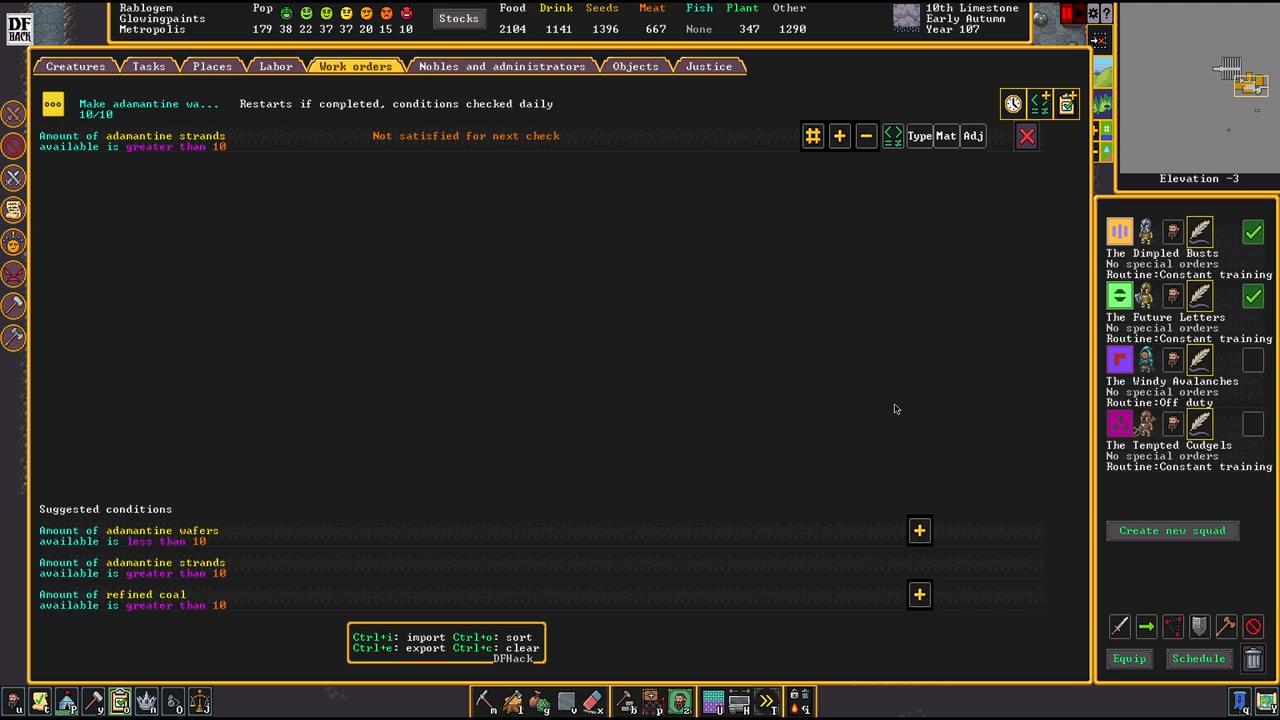 DF HACK
Rablogem
Glowingpaints
Metropolis
Pop
179 38 22 37 37 20 15 10
Stocks
Food Drink Seeds Meat Fish Plant Other
2104 1141 1396 667 None 347 1290
10th Limestone
Early Autumn
Year 107
Creatures Tasks Places Labor Work orders Nobles and administrators Objects Justice
Make adamantine wa... Restarts if completed, conditions checked daily
10/10
Amount of adamantine strands Not satisfied for next check
available is greater than 10
Type Mat Adj
Elevation -3
The Dimpled Busts
No special orders
Routine:Constant training
The Future Letters
No special orders
Routine:Constant training
The Windy Avalanches
No special orders
Routine:Off duty
The Tempted Cudgels
No special orders
Routine:Constant training
Create new squad
Equip Schedule
Suggested conditions
Amount of adamantine wafers
available is less than 10
Amount of adamantine strands
available is greater than 10
Amount of refined coal
available is greater than 10
Ctrl+i: import Ctrl+o: sort
Ctrl+e: export Ctrl+c: clear
DFHack